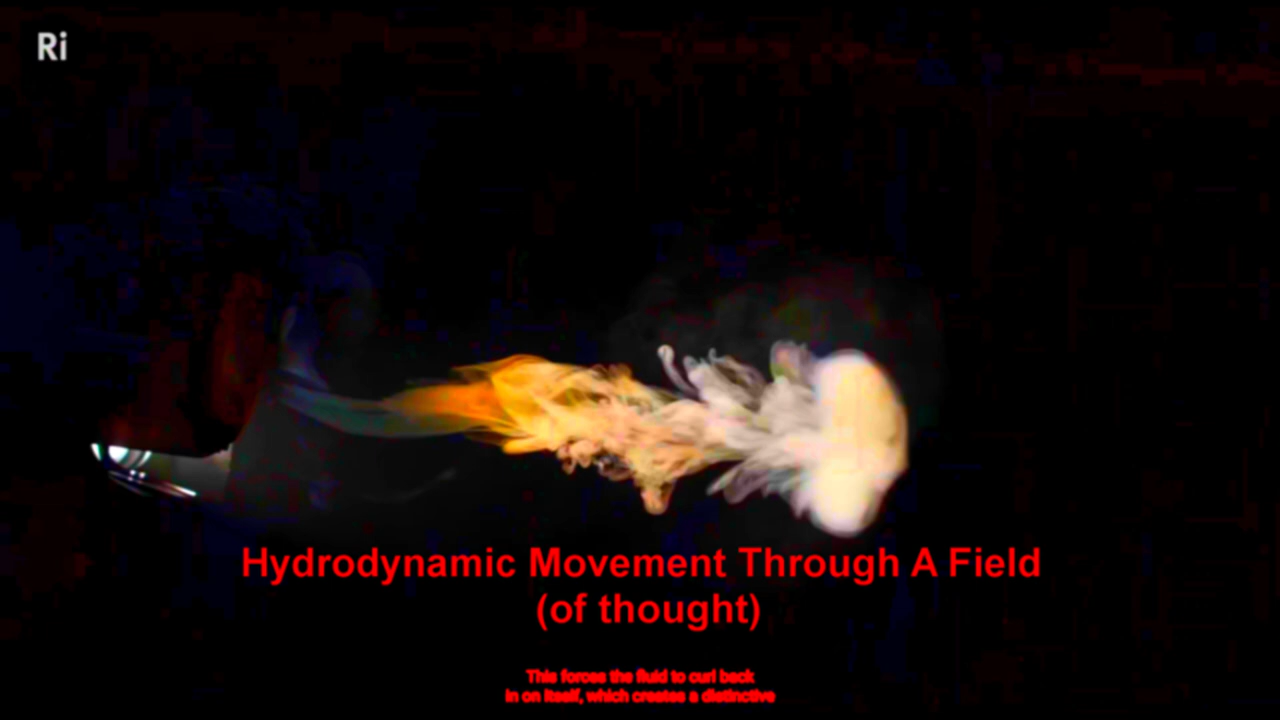 Ri
Hydrodynamic Movement Through A Field
(of thought)
This forces the fluid to curl back
in on itself, which creates a distinctive